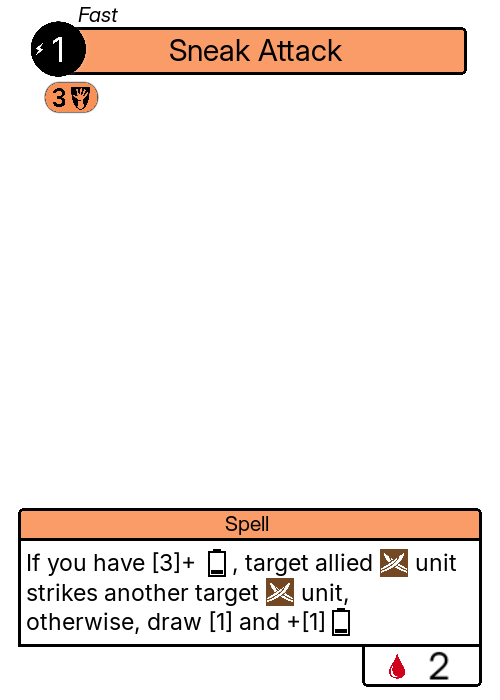 Fast
1
Sneak Attack
3
Spell
If you have [3]+ , target allied unit
strikes another target unit,
otherwise, draw [1] and +[1]
2